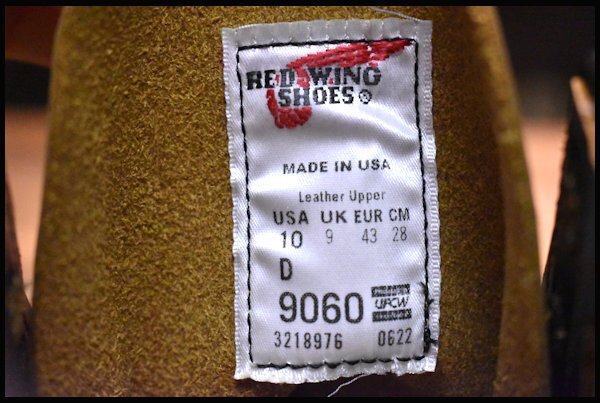 RED WING
SHOES®
MADE IN USA
Leather Upper
USA UK EUR CM
10 9 43 28
D
9060 UFCW
3218976 0622